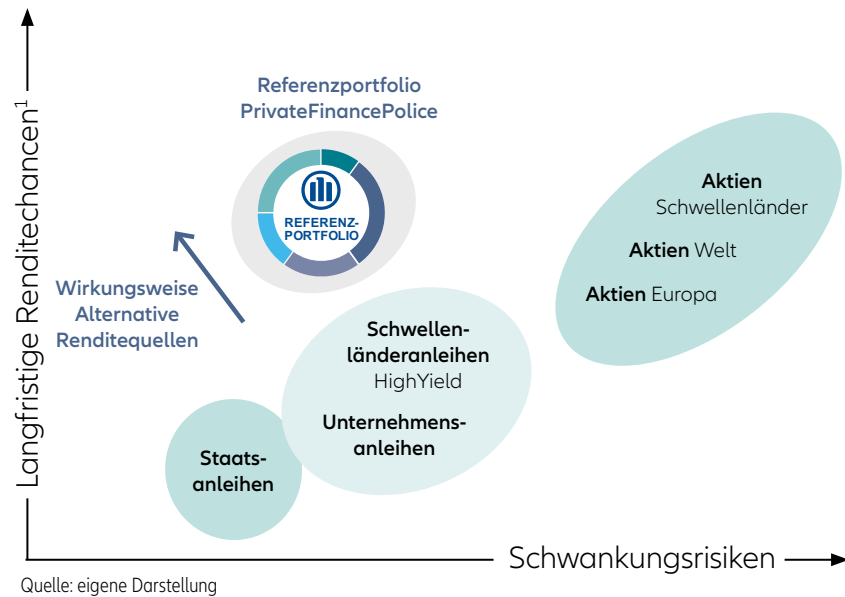 Langfristige Renditechancen¹
Referenzportfolio
PrivateFinancePolice
REFERENZ-
PORTFOLIO
Wirkungsweise
Alternative
Renditequellen
Aktien
Schwellenländer
Aktien Welt
Aktien Europa
Schwellen-
länderanleihen
HighYield
Unternehmens-
anleihen
Staats-
anleihen
Schwankungsrisiken
Quelle: eigene Darstellung